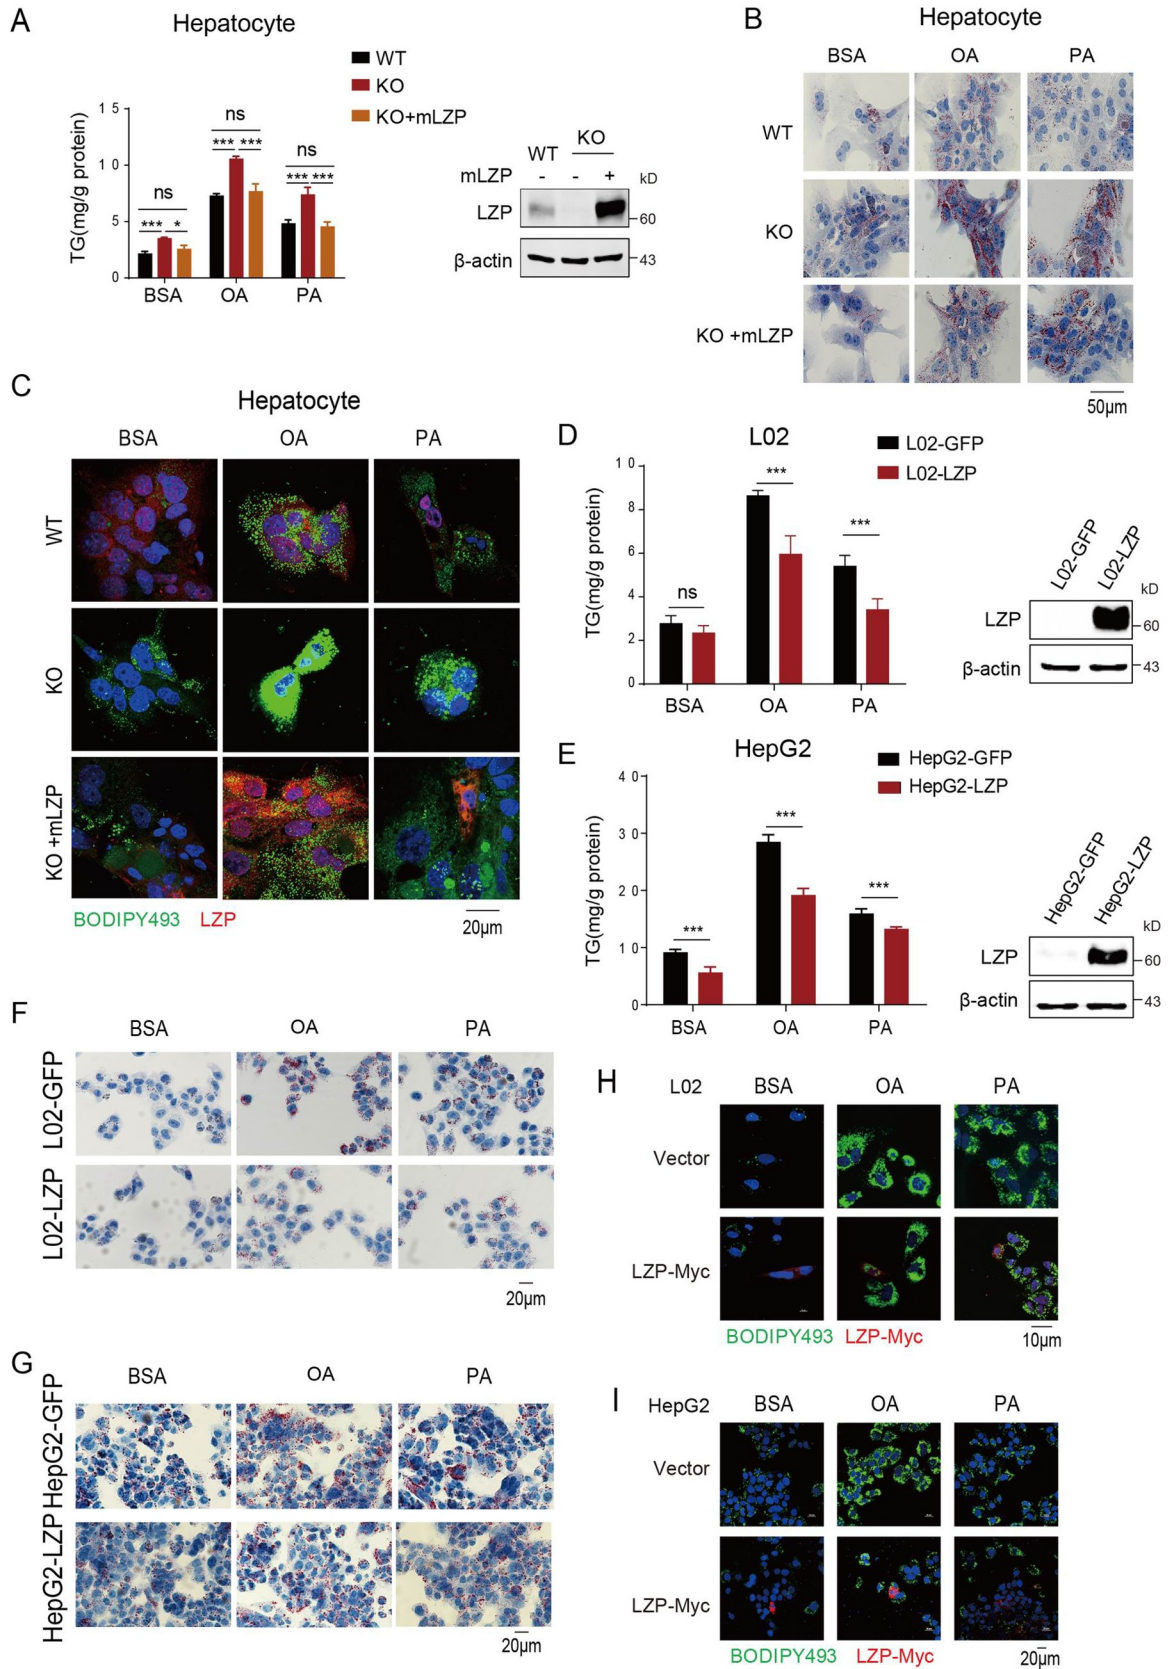 A
Hepatocyte
WT
KO
KO+mLZP
TG(mg/g protein)
15
10
5
0
ns
*** *
ns
*** ***
ns
*** ***
BSA OA PA
WT KO
mLZP - - + kD
LZP 60
β-actin 43
B
Hepatocyte
BSA OA PA
WT
KO
KO +mLZP
50μm
C
Hepatocyte
BSA OA PA
WT
KO
KO +mLZP
BODIPY493 LZP
20μm
D
L02
L02-GFP
L02-LZP
TG(mg/g protein)
10
8
6
4
2
0
ns
***
***
BSA OA PA
L02-GFP
L02-LZP
kD
LZP 60
β-actin 43
E
HepG2
HepG2-GFP
HepG2-LZP
TG(mg/g protein)
40
30
20
10
0
***
***
***
BSA OA PA
HepG2-GFP
HepG2-LZP
kD
LZP 60
β-actin 43
F
BSA OA PA
L02-GFP
L02-LZP
20μm
G
BSA OA PA
HepG2-GFP
HepG2-LZP
20μm
H
L02 BSA OA PA
Vector
LZP-Myc
BODIPY493 LZP-Myc
10μm
I
HepG2 BSA OA PA
Vector
LZP-Myc
BODIPY493 LZP-Myc
20μm